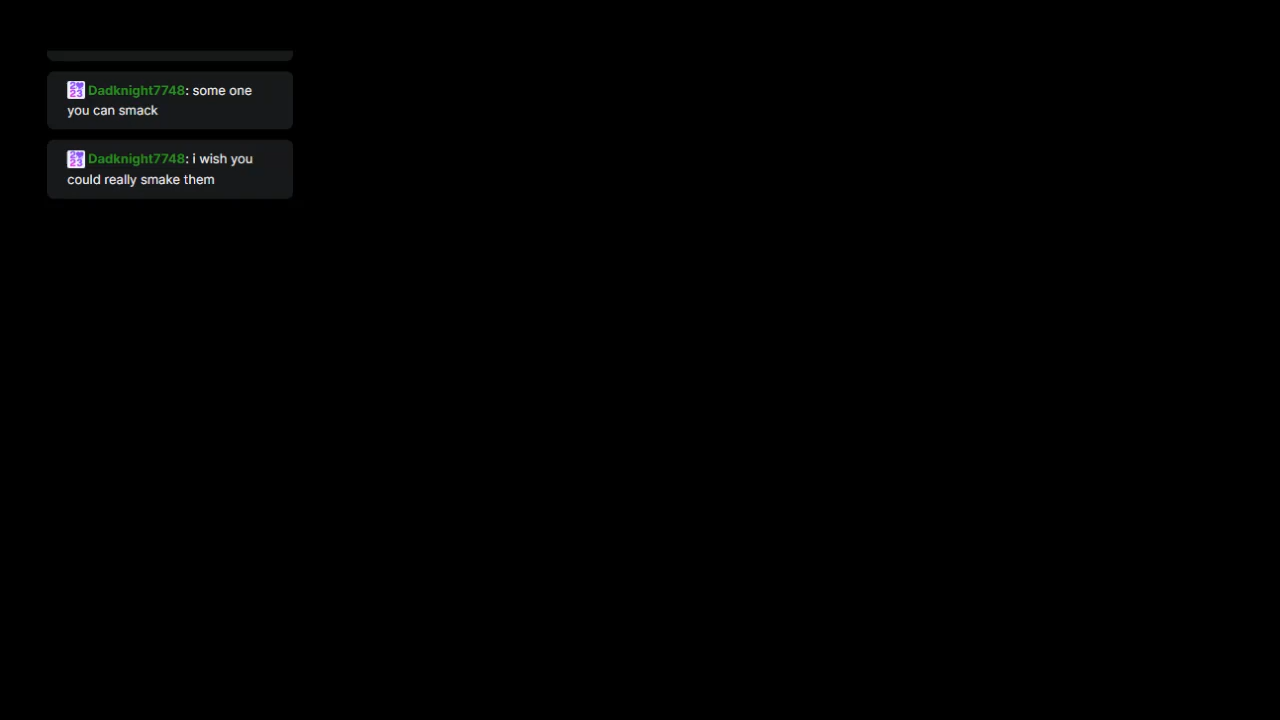 Dadknight7748: some one
you can smack
Dadknight7748: i wish you
could really smake them